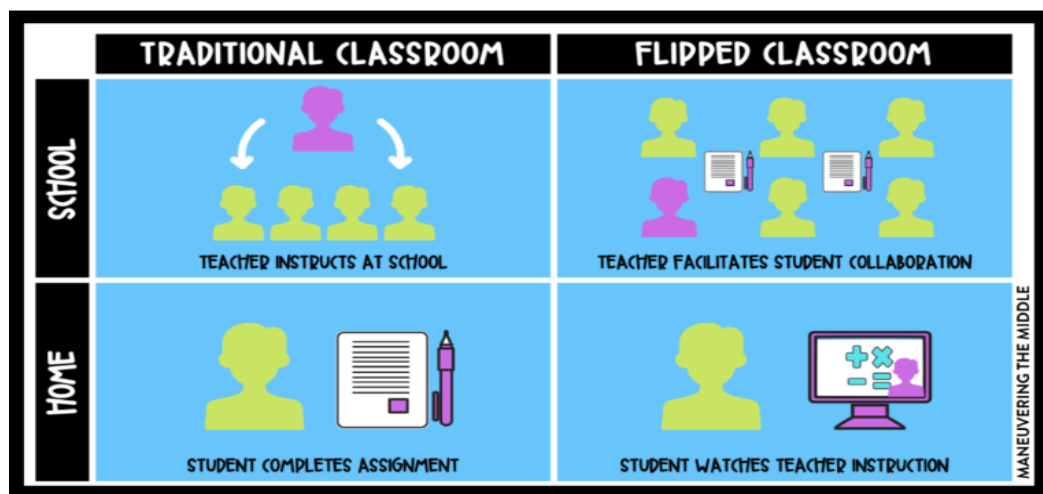 TRADITIONAL CLASSROOM
FLIPPED CLASSROOM
SCHOOL
TEACHER INSTRUCTS AT SCHOOL
TEACHER FACILITATES STUDENT COLLABORATION
HOME
STUDENT COMPLETES ASSIGNMENT
STUDENT WATCHES TEACHER INSTRUCTION
MANEUVERING THE MIDDLE